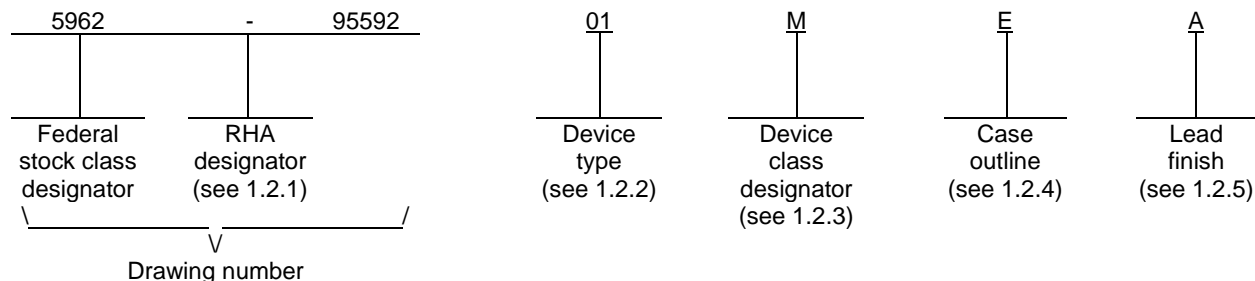 5962 - 95592 01 M E A
Federal stock class designator
RHA designator (see 1.2.1)
Device type (see 1.2.2)
Device class designator (see 1.2.3)
Case outline (see 1.2.4)
Lead finish (see 1.2.5)
\ /
\/
Drawing number